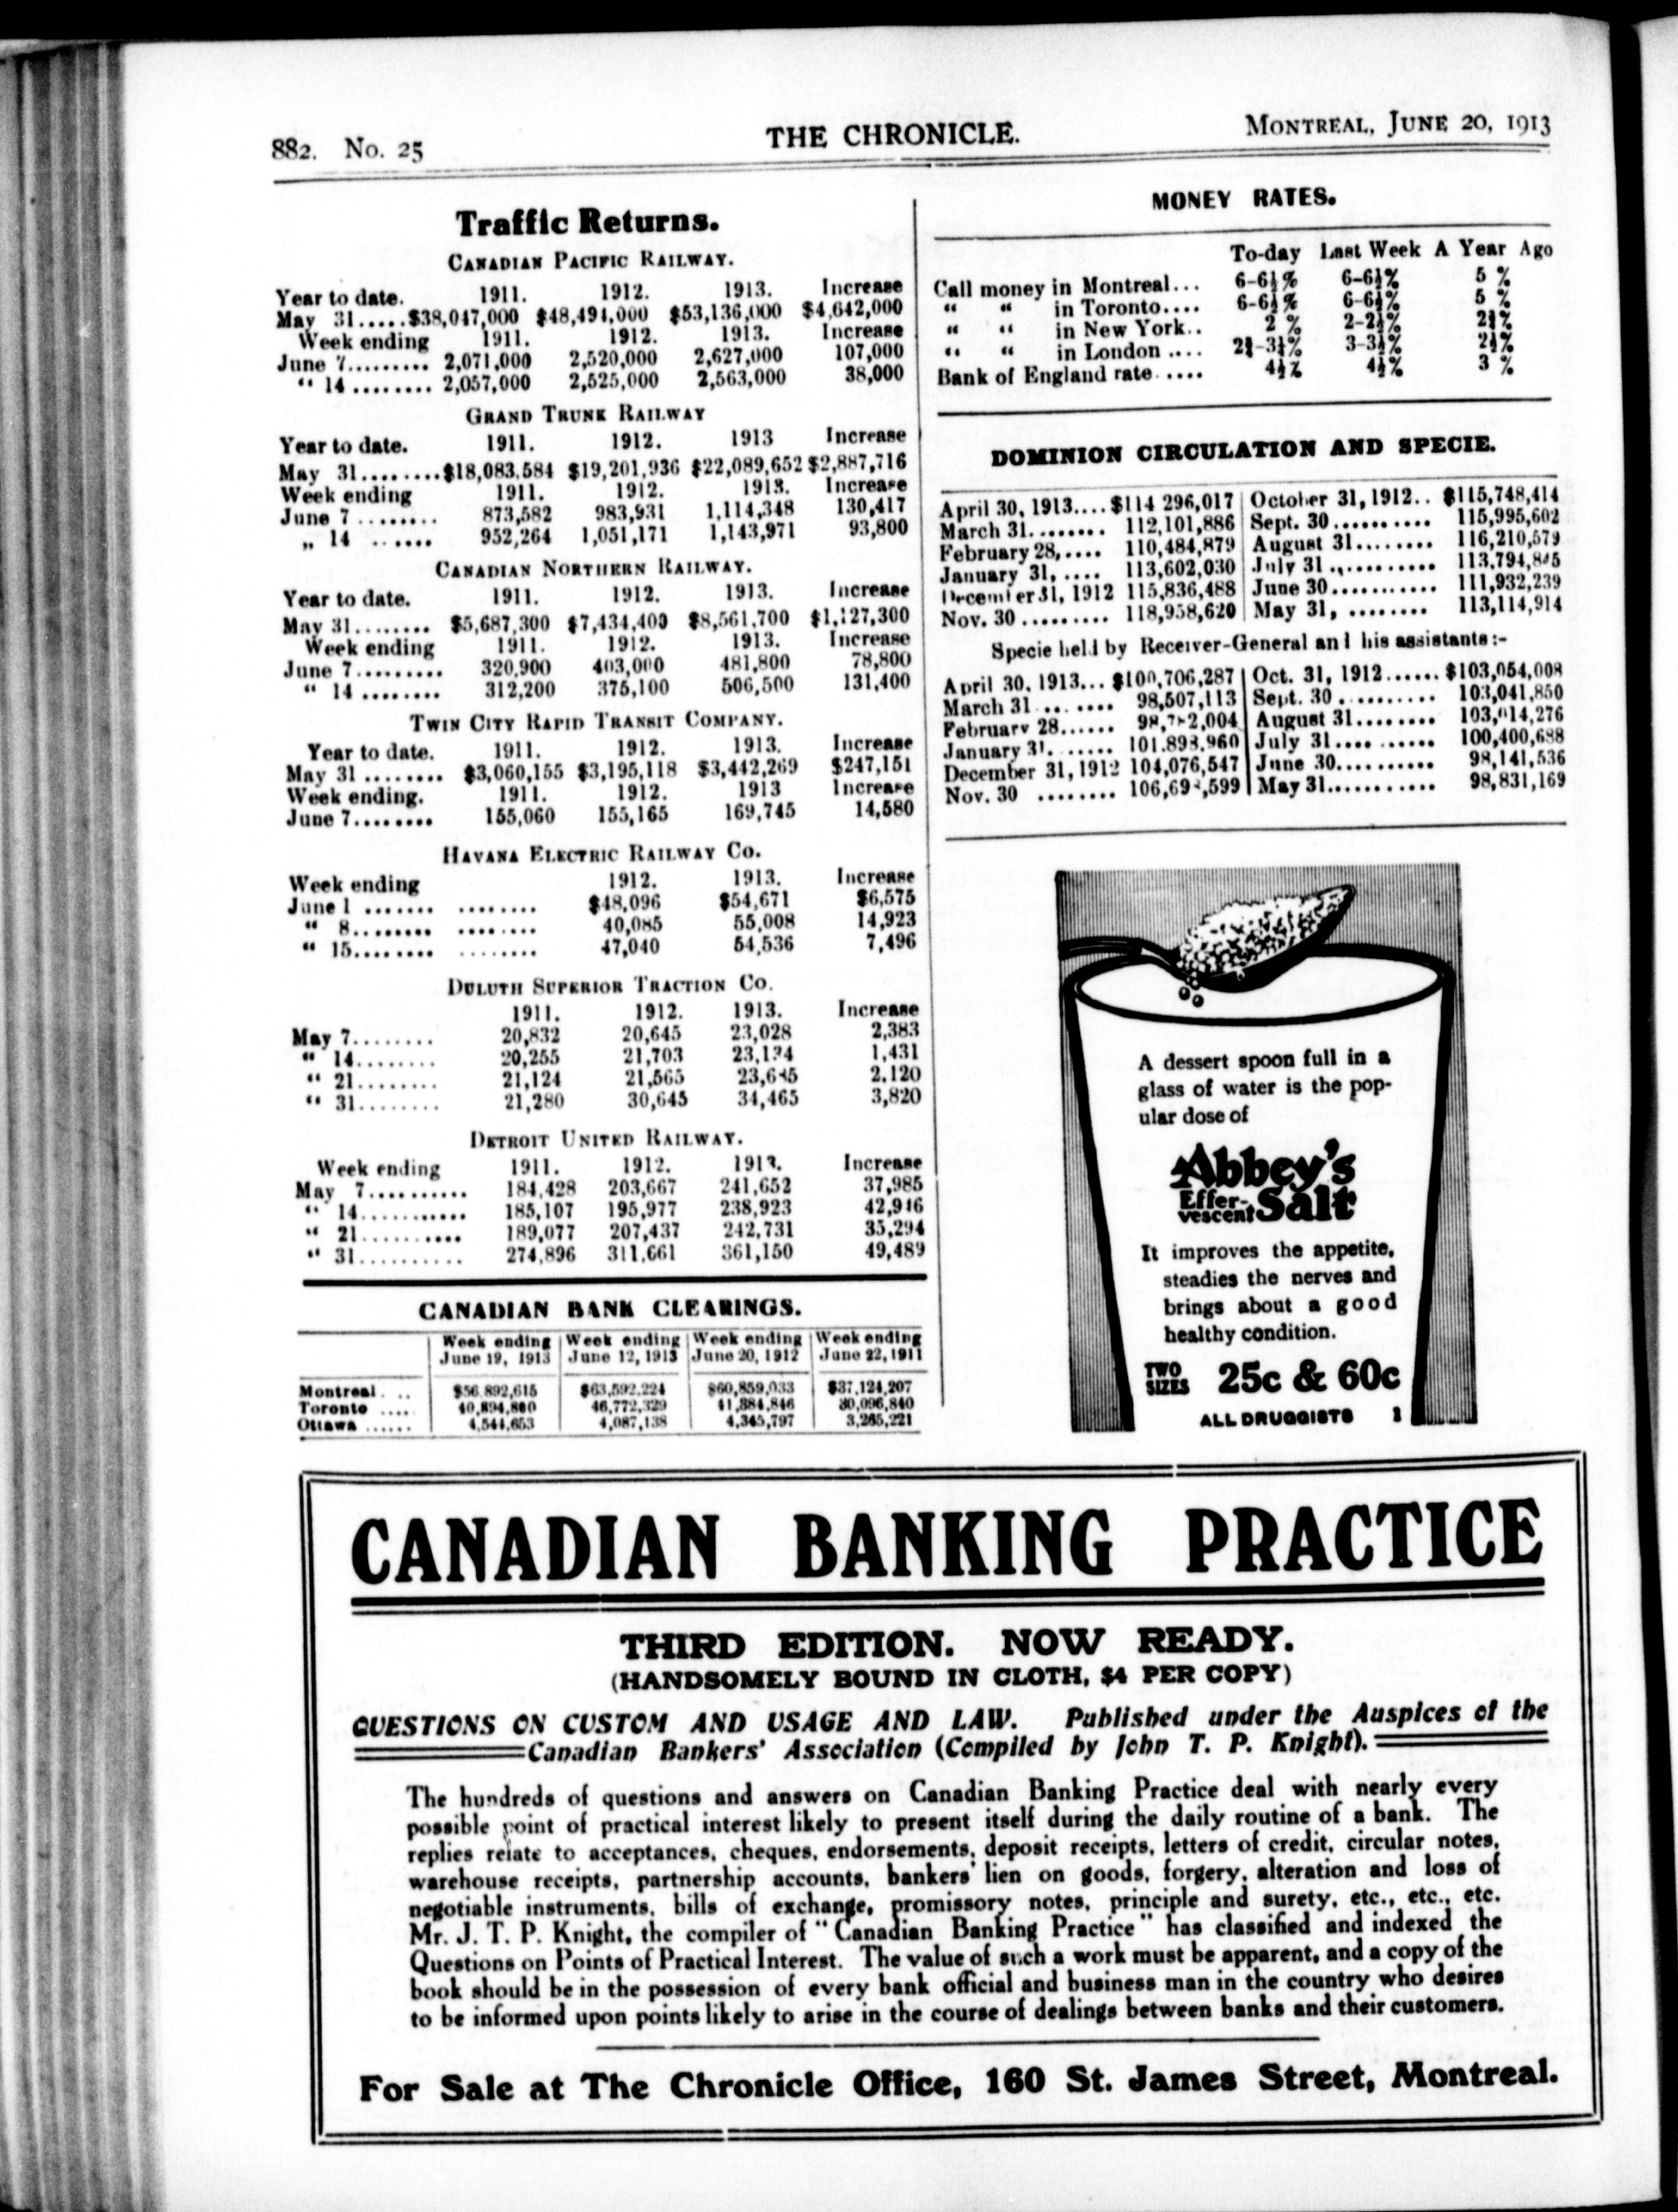 882. No. 25
THE CHRONICLE.
MONTREAL, JUNE 20, 1913
Traffic Returns.
CANADIAN PACIFIC RAILWAY.
Year to date. 1911. 1912. 1913. Increase
May 31.....$38,047,000 $48,494,000 $53,136,000 $4,642,000
Week ending 1911. 1912. 1913. Increase
June 7......... 2,071,000 2,520,000 2,627,000 107,000
“ 14 ........ 2,057,000 2,525,000 2,563,000 38,000
GRAND TRUNK RAILWAY
Year to date. 1911. 1912. 1913 Increase
May 31........$18,083,584 $19,201,936 $22,089,652 $2,887,716
Week ending 1911. 1912. 1913. Increase
June 7 ........ 873,582 983,931 1,114,348 130,417
„ 14 ....... 952,264 1,051,171 1,143,971 93,800
CANADIAN NORTHERN RAILWAY.
Year to date. 1911. 1912. 1913. Increase
May 31........ $5,687,300 $7,434,400 $8,561,700 $1,127,300
Week ending 1911. 1912. 1913. Increase
June 7......... 320,900 403,000 481,800 78,800
“ 14 ........ 312,200 375,100 506,500 131,400
TWIN CITY RAPID TRANSIT COMPANY.
Year to date. 1911. 1912. 1913. Increase
May 31 ........ $3,060,155 $3,195,118 $3,442,269 $247,151
Week ending. 1911. 1912. 1913 Increase
June 7........ 155,060 155,165 169,745 14,580
HAVANA ELECTRIC RAILWAY CO.
Week ending 1912. 1913. Increase
June 1 ....... ........ $48,096 $54,671 $6,575
“ 8........ ........ 40,085 55,008 14,923
“ 15........ ........ 47,040 54,536 7,496
DULUTH SUPERIOR TRACTION CO.
1911. 1912. 1913. Increase
May 7........ 20,832 20,645 23,028 2,383
“ 14........ 20,255 21,703 23,134 1,431
“ 21........ 21,124 21,565 23,685 2,120
“ 31........ 21,280 30,645 34,465 3,820
DETROIT UNITED RAILWAY.
Week ending 1911. 1912. 1913. Increase
May 7.......... 184,428 203,667 241,652 37,985
“ 14........... 185,107 195,977 238,923 42,946
“ 21.......... 189,077 207,437 242,731 35,294
“ 31.......... 274,896 311,661 361,150 49,489
CANADIAN BANK CLEARINGS.
Week ending Week ending Week ending Week ending
June 19, 1913 June 12, 1913 June 20, 1912 June 22, 1911
Montreal . .. $56,892,615 $63,592,224 $60,859,033 $37,124,207
Toronto .... 40,894,880 46,772,329 41,384,846 30,096,840
Ottawa ...... 4,544,653 4,087,138 4,345,797 3,265,221
MONEY RATES.
To-day Last Week A Year Ago
Call money in Montreal... 6-6½% 6-6½% 5 %
“ “ in Toronto.... 6-6½% 6-6½% 5 %
“ “ in New York.. 2 %
“ “ in London ....
Bank of England rate. .... 4½% 4½% 3 %
DOMINION CIRCULATION AND SPECIE.
April 30, 1913.... $114 296,017 October 31, 1912.. $115,748,414
March 31......... 112,101,886 Sept. 30.......... 115,995,602
February 28,..... 110,484,879 August 31........ 116,210,579
January 31, .... 113,602,030 July 31 ........... 113,794,845
December 31, 1912 115,836,488 June 30........... 111,932,239
Nov. 30 ......... 118,958,620 May 31, ........ 113,114,914
Specie held by Receiver-General and his assistants:-
April 30, 1913... $100,706,287 Oct. 31, 1912...... $103,054,008
March 31 ... ..... 98,507,113 Sept. 30 .......... 103,041,850
February 28...... 98,782,004 August 31........ 103,014,276
January 31. ...... 101,893,960 July 31.... ...... 100,400,688
December 31, 1912 104,076,547 June 30.......... 98,141,536
Nov. 30 ........ May 31........... 98,831,169
A dessert spoon full in a
glass of water is the pop-
ular dose of
Abbey's
Effer-
vescent Salt
It improves the appetite,
steadies the nerves and
brings about a good
healthy condition.
TWO SIZES 25c & 60c
ALL DRUGGISTS
CANADIAN BANKING PRACTICE
THIRD EDITION. NOW READY.
(HANDSOMELY BOUND IN CLOTH, $4 PER COPY)
QUESTIONS ON CUSTOM AND USAGE AND LAW. Published under the Auspices of the
Canadian Bankers' Association (Compiled by John T. P. Knight).
The hundreds of questions and answers on Canadian Banking Practice deal with nearly every
possible point of practical interest likely to present itself during the daily routine of a bank. The
replies relate to acceptances, cheques, endorsements, deposit receipts, letters of credit, circular notes,
warehouse receipts, partnership accounts, bankers' lien on goods, forgery, alteration and loss of
negotiable instruments, bills of exchange, promissory notes, principle and surety, etc., etc., etc.
Mr. J. T. P. Knight, the compiler of “Canadian Banking Practice” has classified and indexed the
Questions on Points of Practical Interest. The value of such a work must be apparent, and a copy of the
book should be in the possession of every bank official and business man in the country who desires
to be informed upon points likely to arise in the course of dealings between banks and their customers.
For Sale at The Chronicle Office, 160 St. James Street, Montreal.